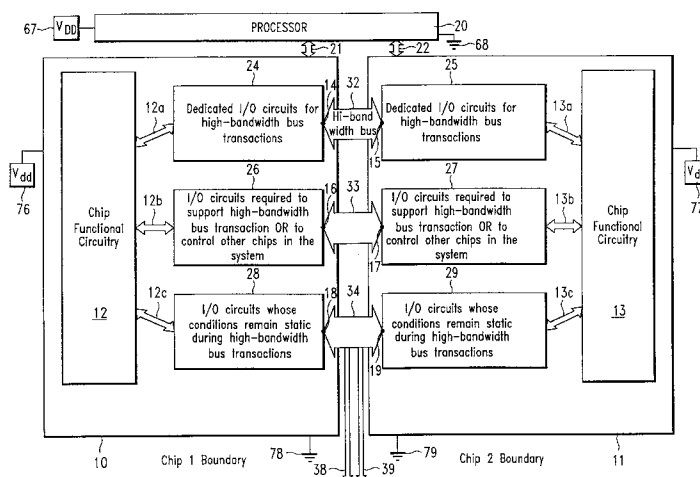 67
VDD
PROCESSOR
20
21
22
68
24
14
32
25
12a
Dedicated I/O circuits for
high-bandwidth bus
transactions
Hi-band
width bus
Dedicated I/O circuits for
high-bandwidth bus
transactions
13a
15
Vdd
76
26
16
33
27
12b
I/O circuits required to
support high-bandwidth
bus transaction OR to
control other chips in the
system
I/O circuits required to
support high-bandwidth
bus transaction OR to
control other chips in the
system
13b
17
Chip
Functional
Circuitry
12
Chip
Functional
Circuitry
13
28
18
34
29
12c
I/O circuits whose
conditions remain static
during high-bandwidth
bus transactions
I/O circuits whose
conditions remain static
during high-bandwidth
bus transactions
13c
19
10
Chip 1 Boundary
78
38
39
79
Chip 2 Boundary
11